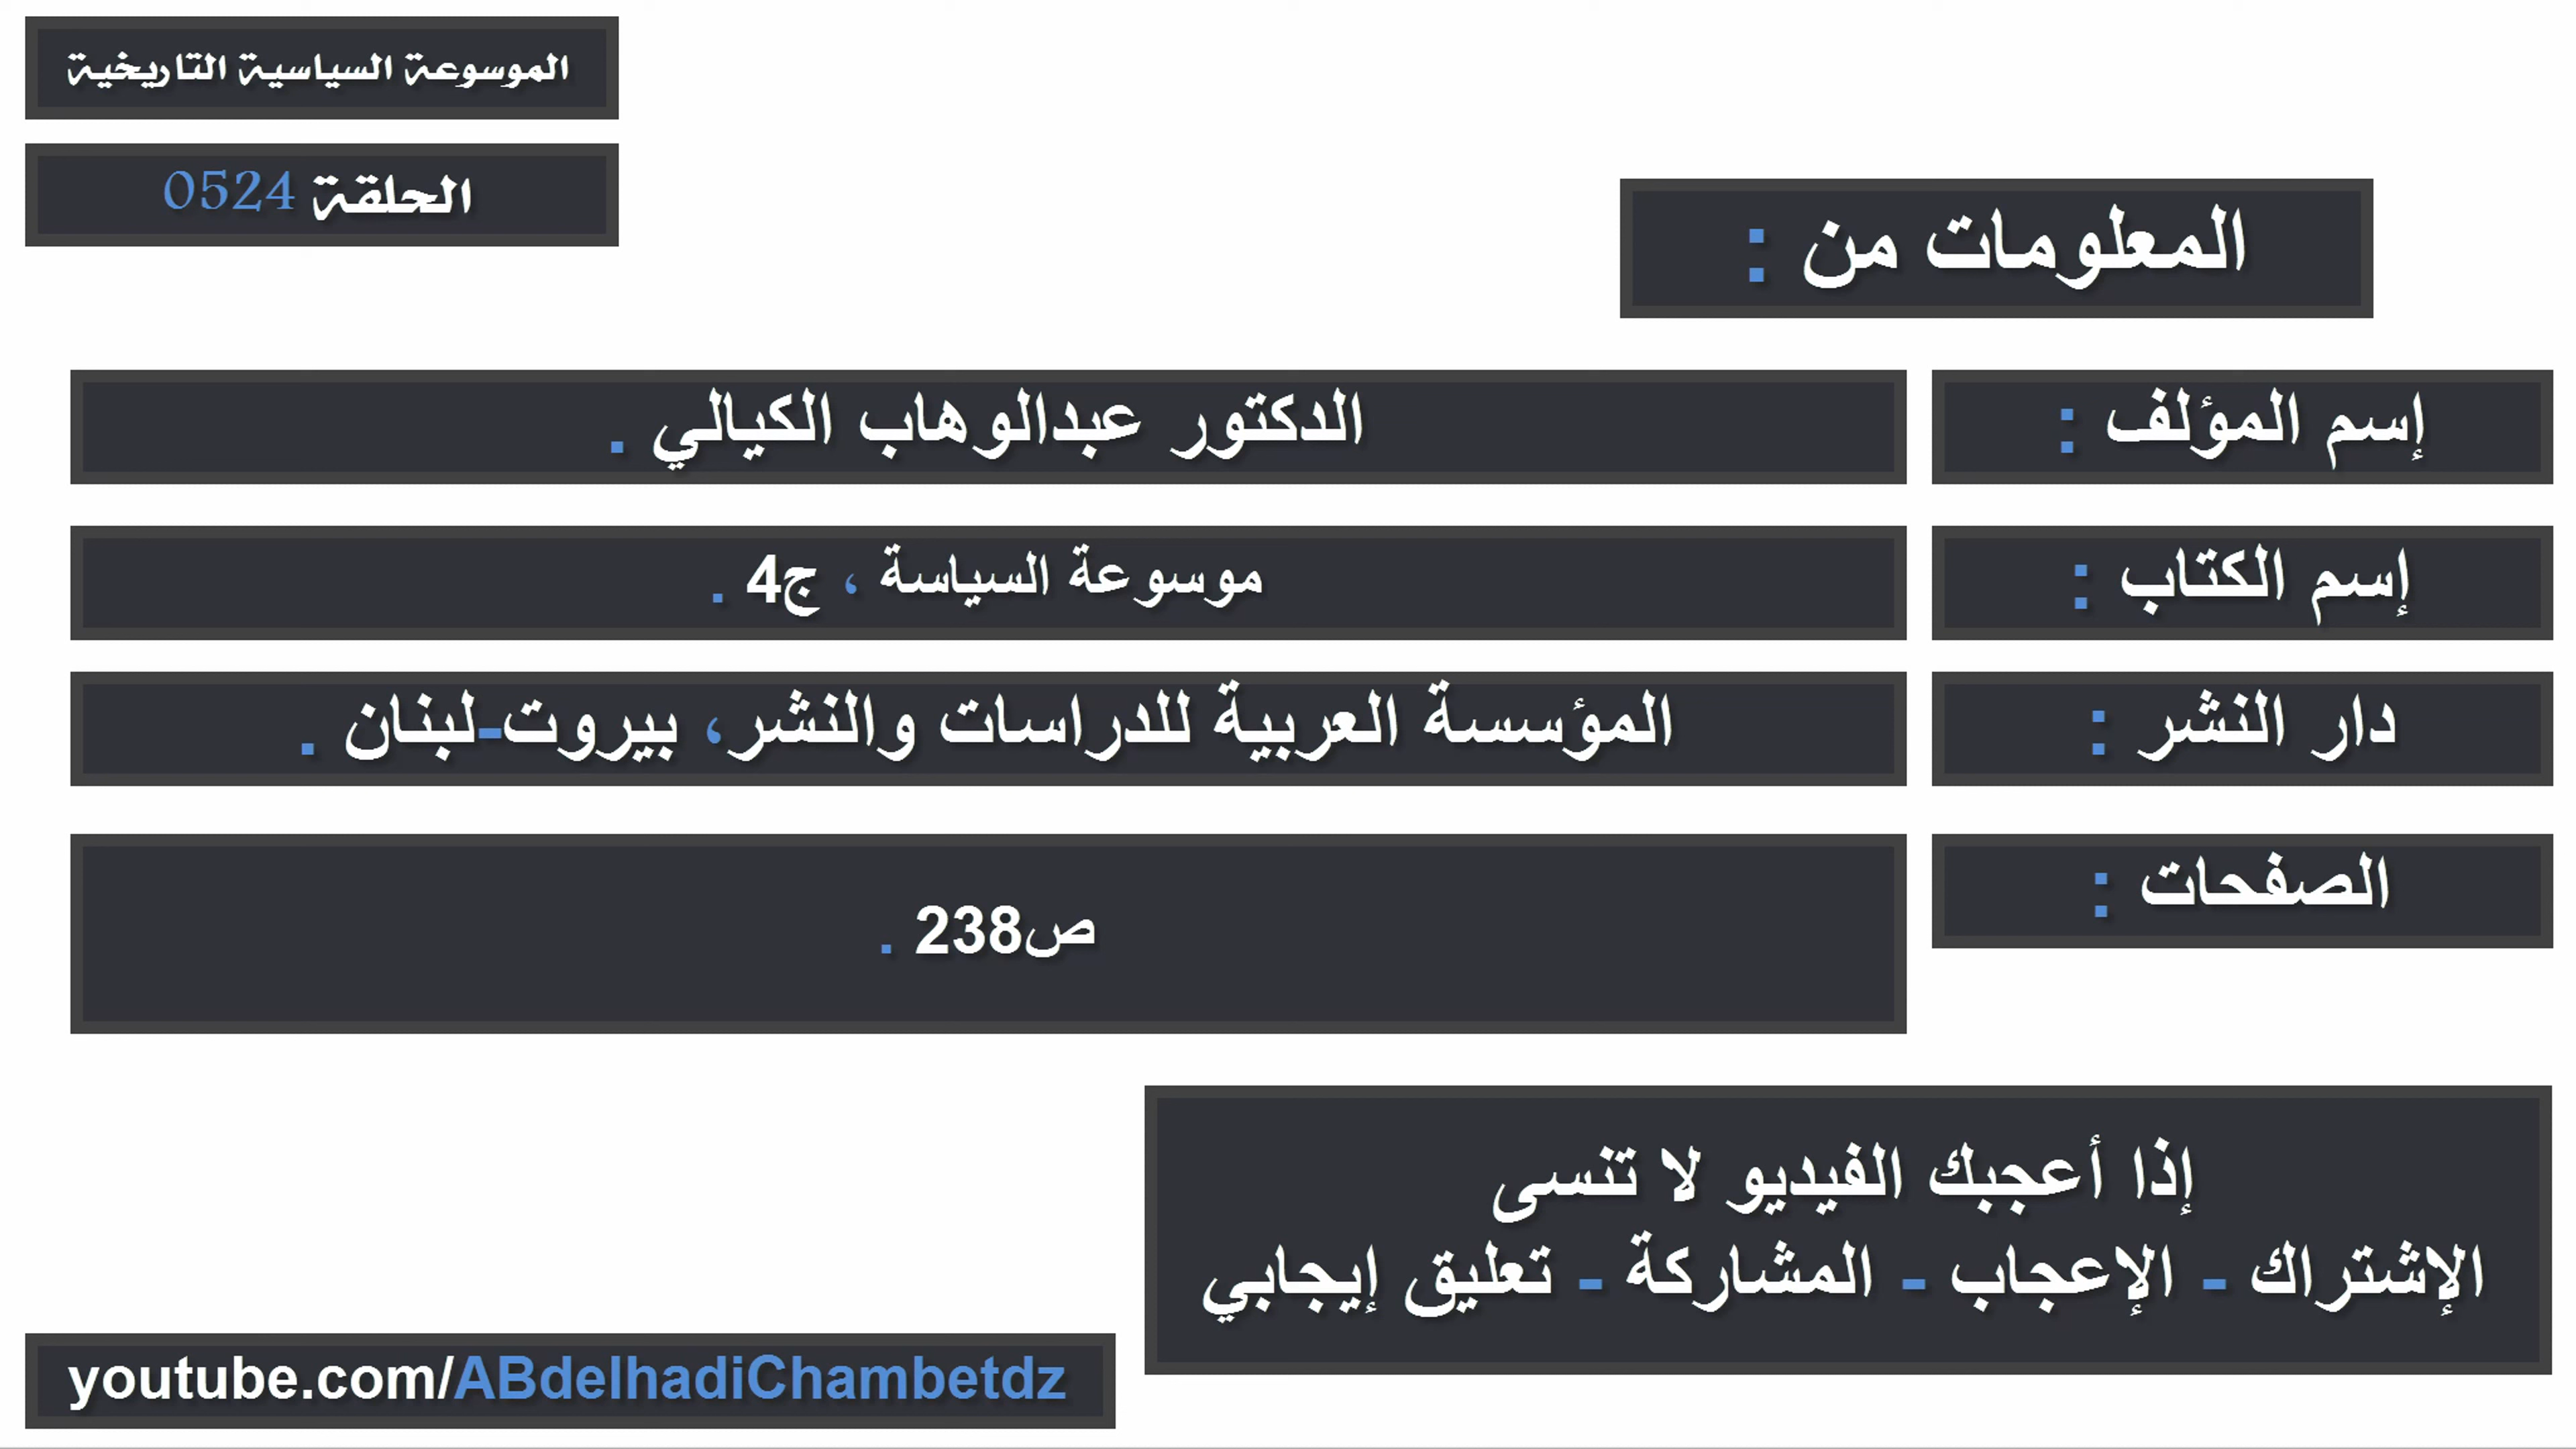 الموسوعة السياسية التاريخية
الحلقة 0524
المعلومات من :
إسم المؤلف :
الدكتور عبدالوهاب الكيالي .
إسم الكتاب :
موسوعة السياسة ، ج4 .
دار النشر :
المؤسسة العربية للدراسات والنشر، بيروت-لبنان .
الصفحات :
ص238 .
إذا أعجبك الفيديو لا تنسى
الإشتراك - الإعجاب - المشاركة - تعليق إيجابي
youtube.com/ABdelhadiChambetdz